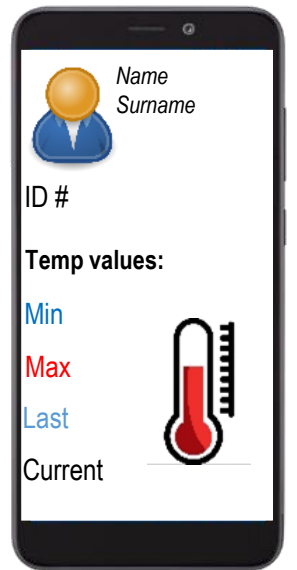 Name
Surname
ID #
Temp values:
Min
Max
Last
Current